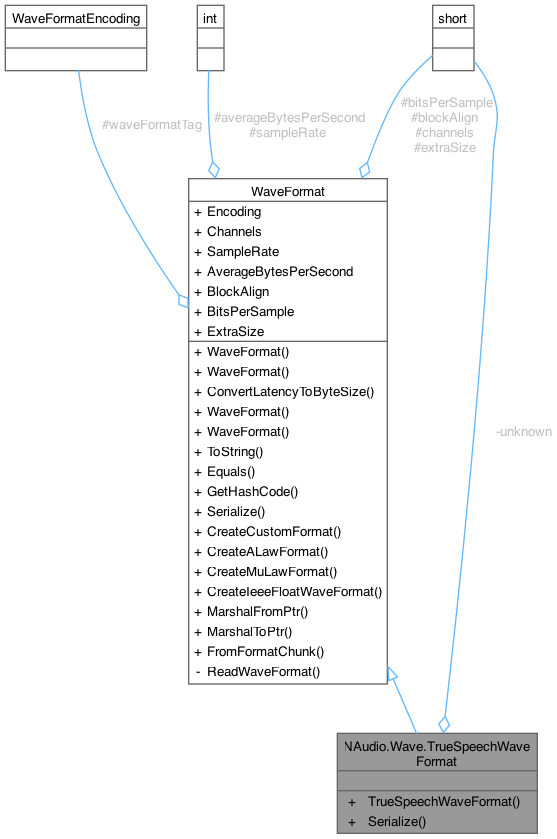 WaveFormatEncoding
int
short
#waveFormatTag
#averageBytesPerSecond
#sampleRate
#bitsPerSample
#blockAlign
#channels
#extraSize
WaveFormat
+ Encoding
+ Channels
+ SampleRate
+ AverageBytesPerSecond
+ BlockAlign
+ BitsPerSample
+ ExtraSize
+ WaveFormat()
+ WaveFormat()
+ ConvertLatencyToByteSize()
+ WaveFormat()
+ WaveFormat()
+ ToString()
+ Equals()
+ GetHashCode()
+ Serialize()
+ CreateCustomFormat()
+ CreateALawFormat()
+ CreateMuLawFormat()
+ CreateIeeeFloatWaveFormat()
+ MarshalFromPtr()
+ MarshalToPtr()
+ FromFormatChunk()
- ReadWaveFormat()
-unknown
NAudio.Wave.TrueSpeechWave
Format
+ TrueSpeechWaveFormat()
+ Serialize()